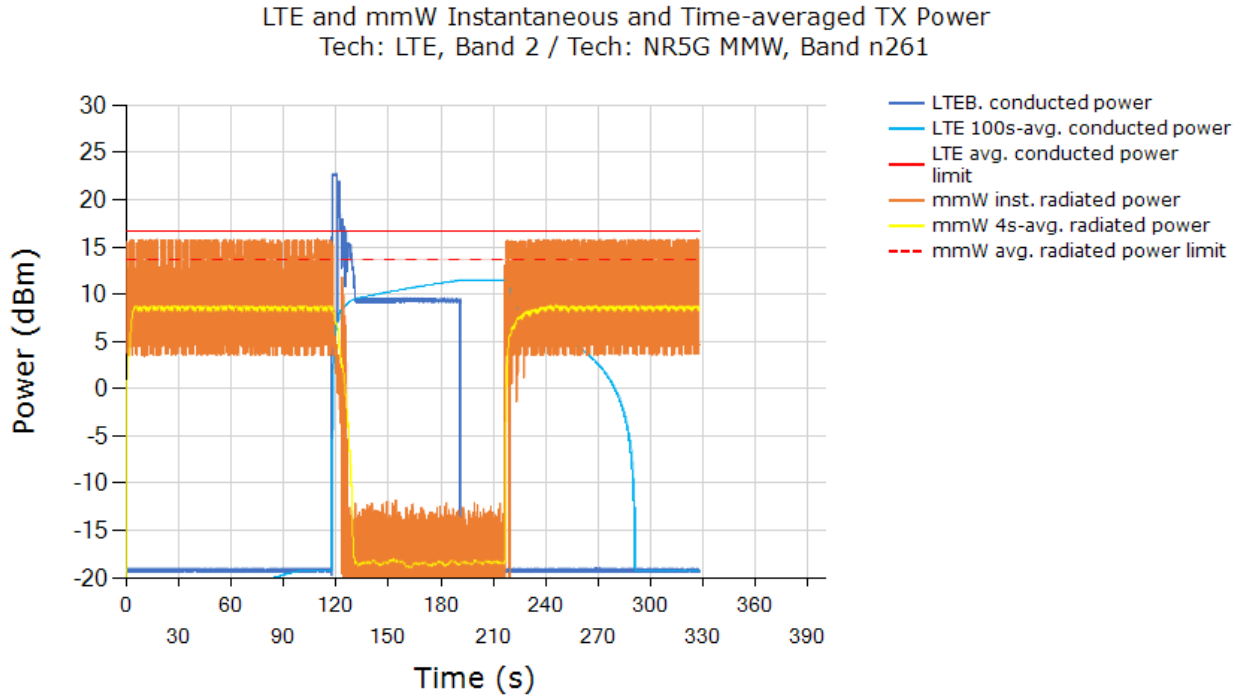 LTE and mmW Instantaneous and Time-averaged TX Power
Tech: LTE, Band 2 / Tech: NR5G MMW, Band n261
30
25
20
15
10
5
0
-5
-10
-15
-20
Power (dBm)
0
60
120
180
240
300
360
30
90
150
210
270
330
390
Time (s)
LTEB. conducted power
LTE 100s-avg. conducted power
LTE avg. conducted power
limit
mmW inst. radiated power
mmW 4s-avg. radiated power
mmW avg. radiated power limit